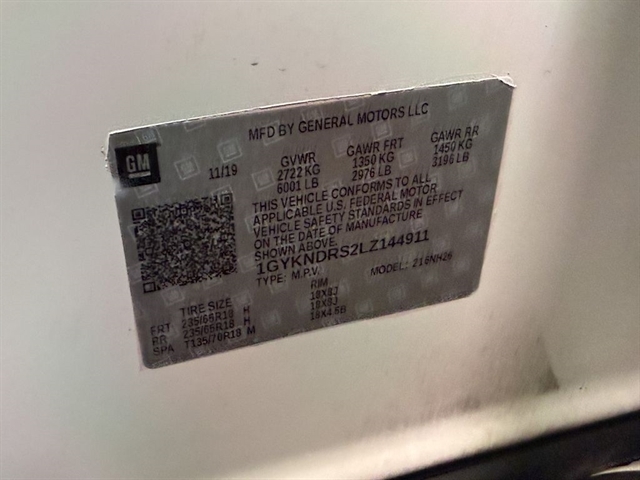 MFD BY GENERAL MOTORS LLC
GM
11/19
GVWR GAWR FRT GAWR RR
2722 KG 1350 KG 1450 KG
6001 LB 2976 LB 3196 LB
THIS VEHICLE CONFORMS TO ALL
APPLICABLE U.S. FEDERAL MOTOR
VEHICLE SAFETY STANDARDS IN EFFECT
ON THE DATE OF MANUFACTURE
SHOWN ABOVE.
1GYKNDRS2LZ144911
TYPE: M.P.V. MODEL: 216NH26
TIRE SIZE RIM
FRT 235/65R18 H 18X8J
RR 235/65R18 H 18X8J
SPA T135/70R18 M 18X4.5B